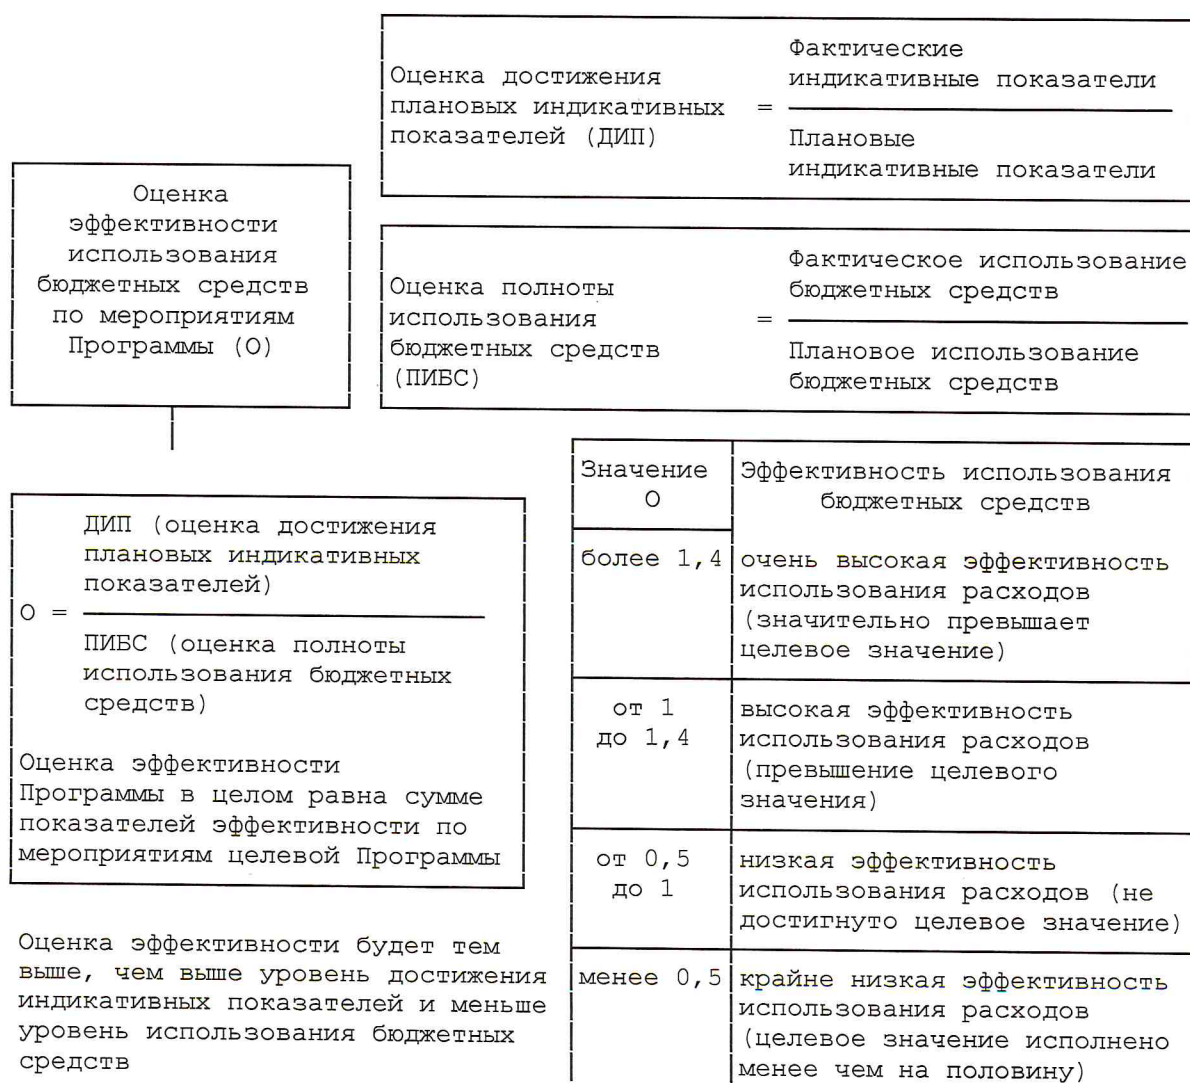 Оценка достижения
плановых индикативных
показателей (ДИП)
=
Фактические
индикативные показатели
Плановые
индикативные показатели
Оценка
эффективности
использования
бюджетных средств
по мероприятиям
Программы (О)
Оценка полноты
использования
бюджетных средств
(ПИБС)
=
Фактическое использование
бюджетных средств
Плановое использование
бюджетных средств
ДИП (оценка достижения
плановых индикативных
показателей)
О =
ПИБС (оценка полноты
использования бюджетных
средств)
Оценка эффективности
Программы в целом равна сумме
показателей эффективности по
мероприятиям целевой Программы
Оценка эффективности будет тем
выше, чем выше уровень достижения
индикативных показателей и меньше
уровень использования бюджетных
средств
Значение
О
Эффективность использования
бюджетных средств
более 1,4
очень высокая эффективность
использования расходов
(значительно превышает
целевое значение)
от 1
до 1,4
высокая эффективность
использования расходов
(превышение целевого
значения)
от 0,5
до 1
низкая эффективность
использования расходов (не
достигнуто целевое значение)
менее 0,5
крайне низкая эффективность
использования расходов
(целевое значение исполнено
менее чем на половину)